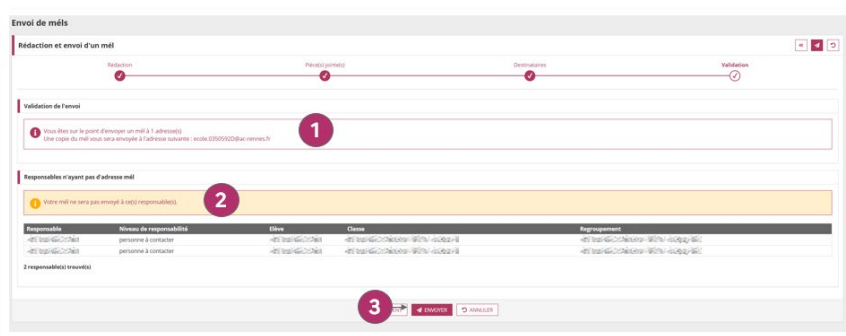 Envoi de méls
Rédaction et envoi d'un mél
Rédaction
Pièce(s) jointe(s)
Destinataires
Validation
Validation de l'envoi
Vous êtes sur le point d'envoyer un mél à 1 adresse(s)
Une copie du mél vous sera envoyée à l'adresse suivante : ecole.0350592D@ac-rennes.fr
1
Responsables n'ayant pas d'adresse mél
Votre mél ne sera pas envoyé à ce(s) responsable(s).
2
Responsable Niveau de responsabilité Elève Classe Regroupement
personne à contacter
personne à contacter
2 responsable(s) trouvé(s)
3 ENVOYER ANNULER